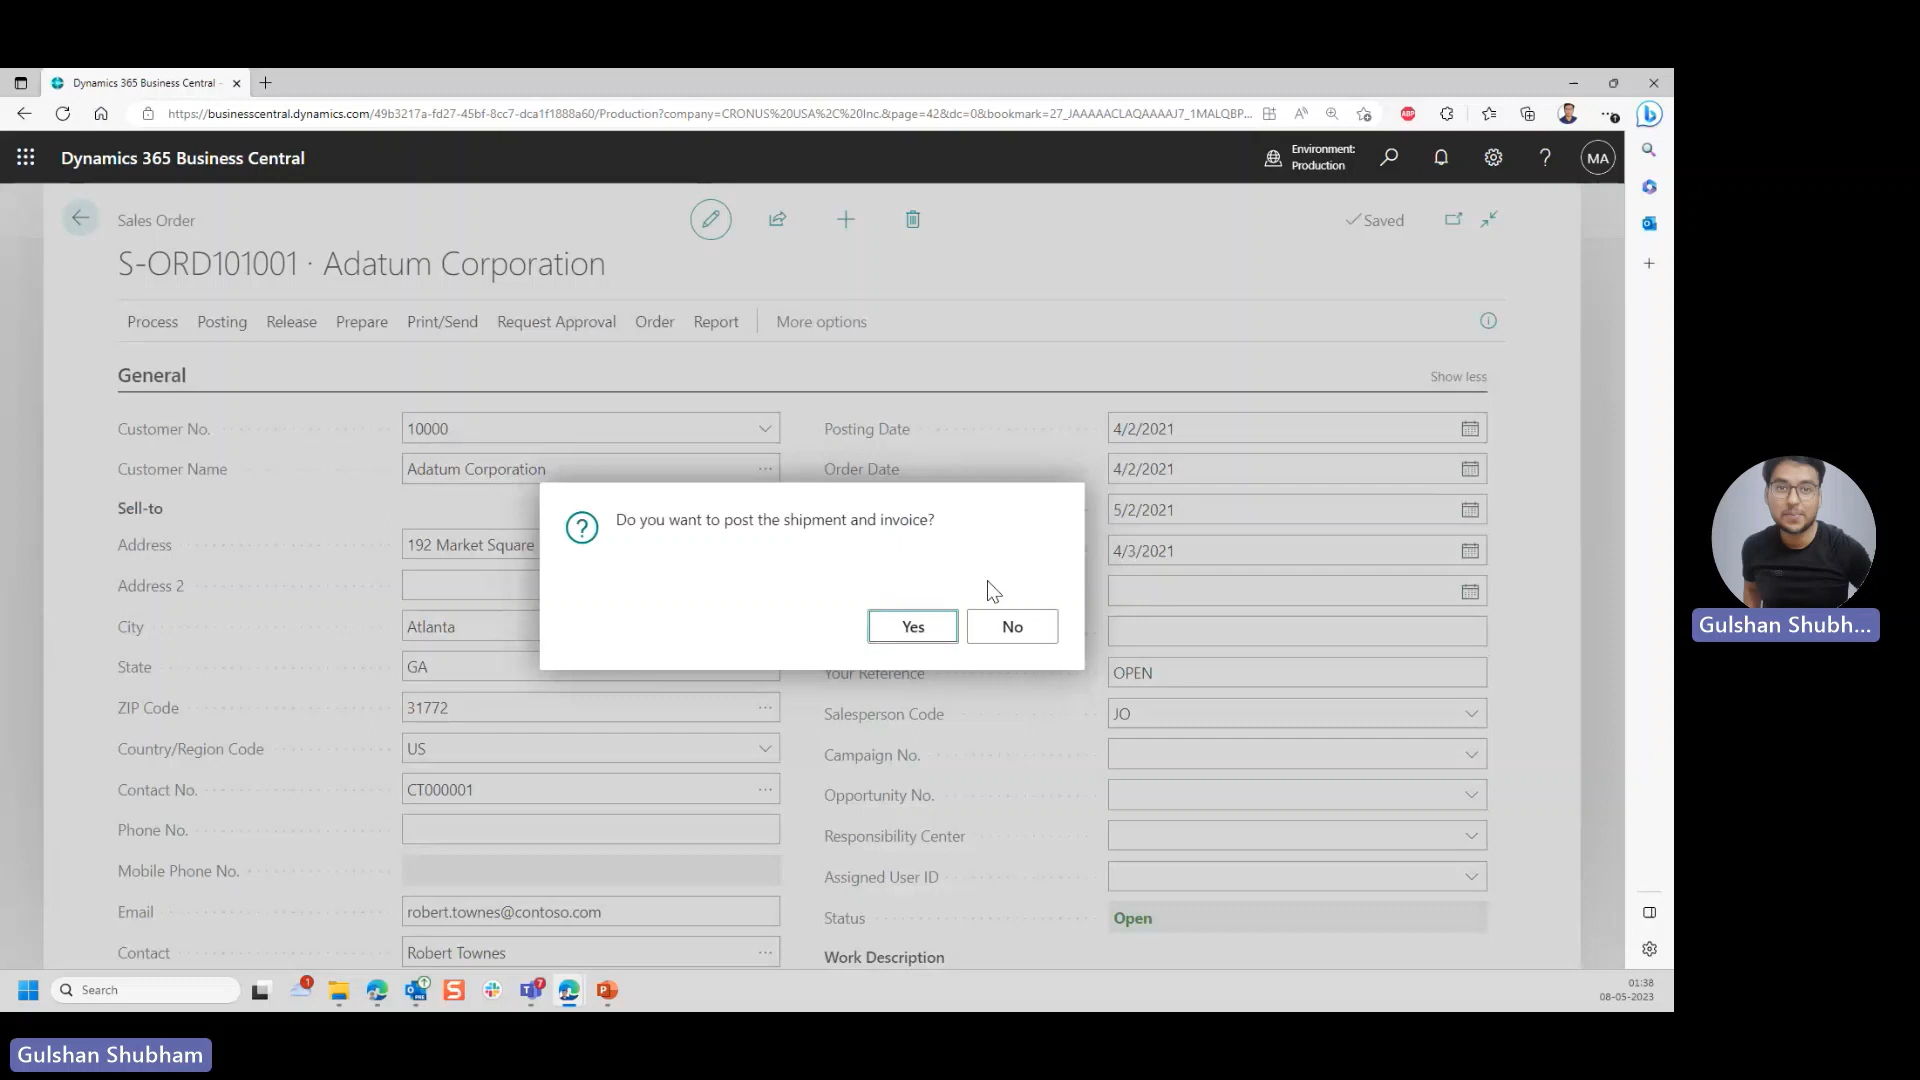 Dynamics 365 Business Central -
https://businesscentral.dynamics.com/49b3217a-fd27-45bf-8cc7-dca1f1888a60/Production?company=CRONUS%20USA%2C%20Inc.&page=42&dc=0&bookmark=27_JAAAAACLAQAAAAJ7_1MALQBP...
ABP
Dynamics 365 Business Central
Environment:
Production
MA
Sales Order
Saved
S-ORD101001 · Adatum Corporation
Process Posting Release Prepare Print/Send Request Approval Order Report More options
General
Show less
Customer No. 10000
Posting Date 4/2/2021
Customer Name Adatum Corporation
Order Date 4/2/2021
Sell-to
5/2/2021
Do you want to post the shipment and invoice?
Address 192 Market Square
4/3/2021
Address 2
City Atlanta
Yes No
State GA
Your Reference OPEN
ZIP Code 31772
Salesperson Code JO
Country/Region Code US
Campaign No.
Contact No. CT000001
Opportunity No.
Phone No.
Responsibility Center
Mobile Phone No.
Assigned User ID
Email robert.townes@contoso.com
Status Open
Contact Robert Townes
Work Description
Search
1
7
01:38
08-05-2023
Gulshan Shubh...
Gulshan Shubham